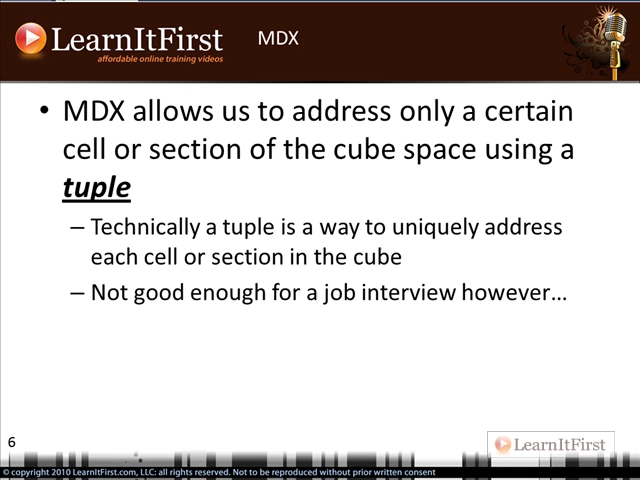 LearnItFirst
affordable online training videos
MDX
• MDX allows us to address only a certain
cell or section of the cube space using a
tuple
– Technically a tuple is a way to uniquely address
each cell or section in the cube
– Not good enough for a job interview however…
6
LearnItFirst
© copyright 2010 LearnItFirst.com, LLC: all rights reserved. Not to be reproduced without prior written consent